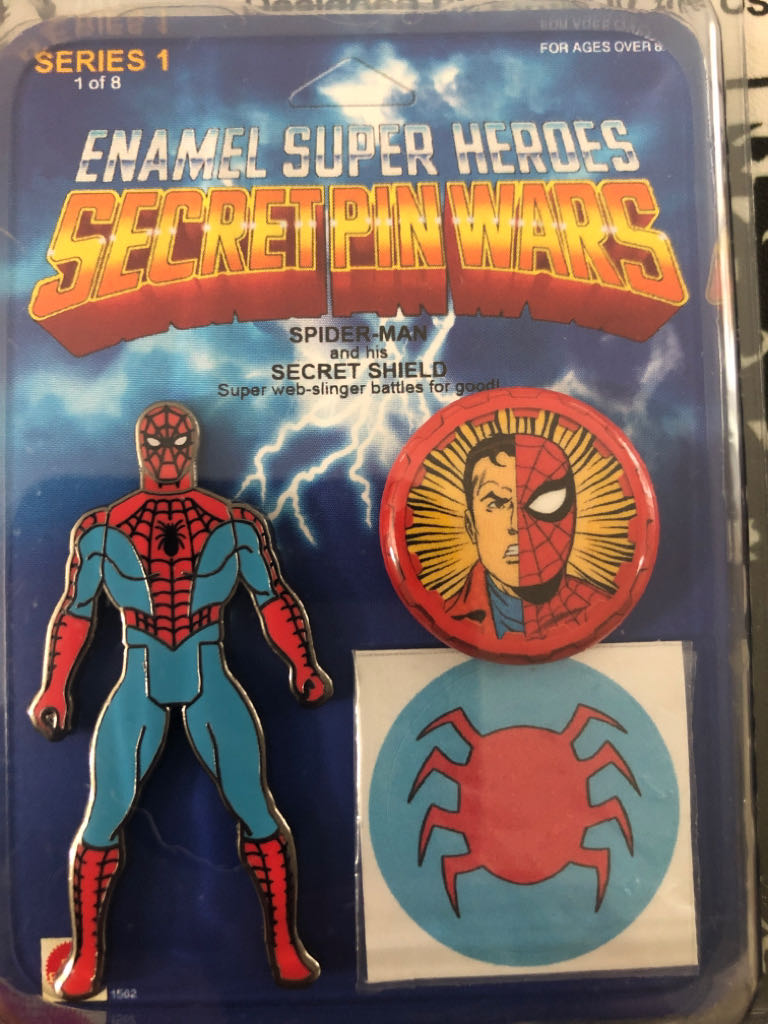 SERIES 1
1 of 8
FOR AGES OVER 8
ENAMEL SUPER HEROES
SECRET PIN WARS
SPIDER-MAN
and his
SECRET SHIELD
Super web-slinger battles for good!
1562